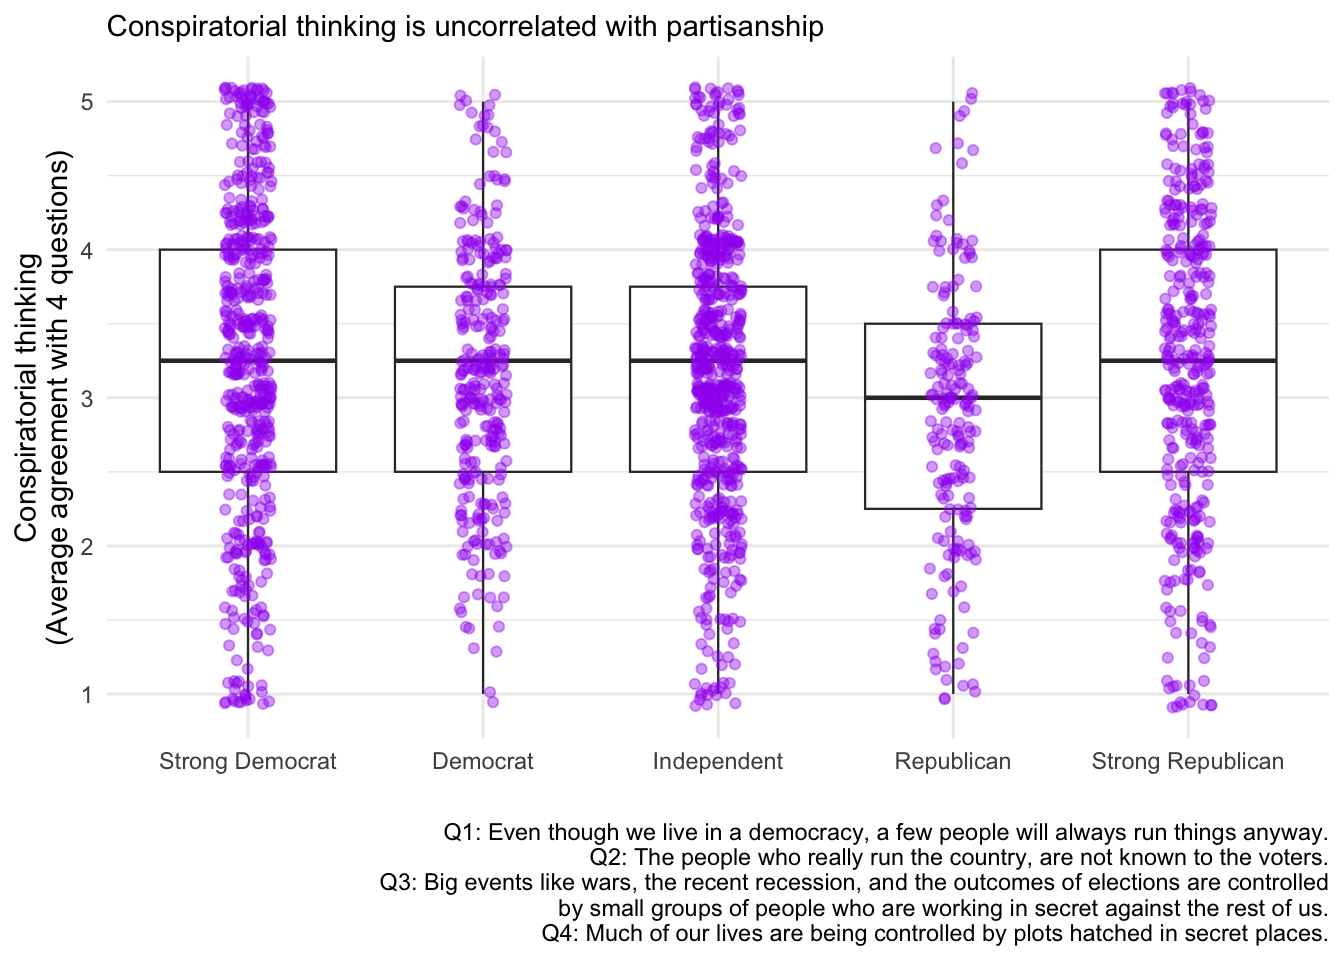 Conspiratorial thinking is uncorrelated with partisanship
Conspiratorial thinking
(Average agreement with 4 questions)
5
4
3
2
1
Strong Democrat
Democrat
Independent
Republican
Strong Republican
Q1: Even though we live in a democracy, a few people will always run things anyway.
Q2: The people who really run the country, are not known to the voters.
Q3: Big events like wars, the recent recession, and the outcomes of elections are controlled
by small groups of people who are working in secret against the rest of us.
Q4: Much of our lives are being controlled by plots hatched in secret places.